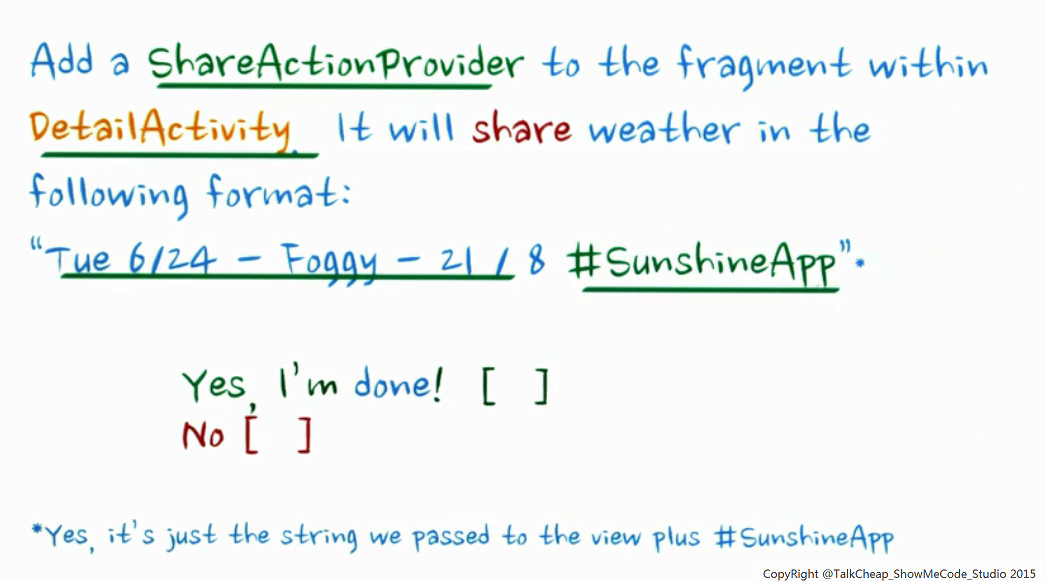 Add a ShareActionProvider to the fragment within
DetailActivity. It will share weather in the
following format:
“Tue 6/24 - Foggy - 21 / 8 #SunshineApp”*
Yes, I'm done! [ ]
No [ ]
*Yes, it's just the string we passed to the view plus #SunshineApp
CopyRight @TalkCheap_ShowMeCode_Studio 2015